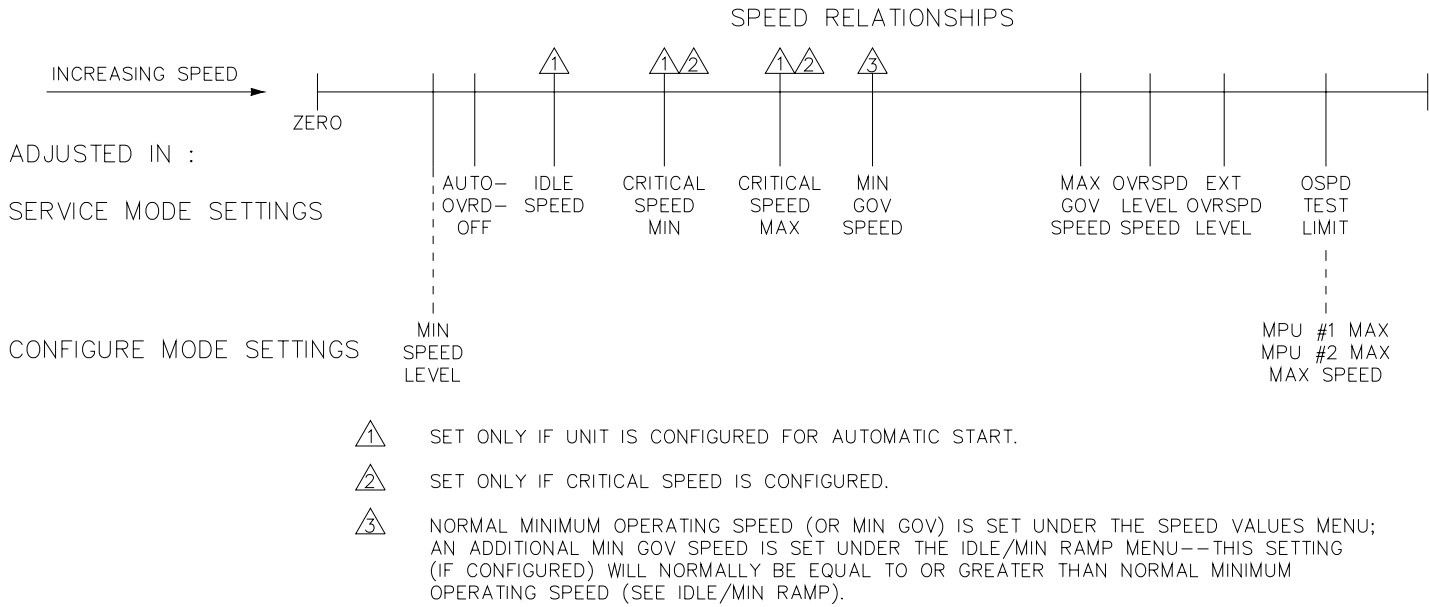 SPEED RELATIONSHIPS
1 1 2 1 2 3
INCREASING SPEED
ZERO
ADJUSTED IN :
SERVICE MODE SETTINGS
AUTO-
OVRD-
OFF
IDLE
SPEED
CRITICAL
SPEED
MIN
CRITICAL
SPEED
MAX
MIN
GOV
SPEED
MAX
GOV
SPEED
OVRSPD
LEVEL
SPEED
EXT
OVRSPD
LEVEL
OSPD
TEST
LIMIT
CONFIGURE MODE SETTINGS
MIN
SPEED
LEVEL
MPU #1 MAX
MPU #2 MAX
MAX SPEED
1 SET ONLY IF UNIT IS CONFIGURED FOR AUTOMATIC START.
2 SET ONLY IF CRITICAL SPEED IS CONFIGURED.
3 NORMAL MINIMUM OPERATING SPEED (OR MIN GOV) IS SET UNDER THE SPEED VALUES MENU;
AN ADDITIONAL MIN GOV SPEED IS SET UNDER THE IDLE/MIN RAMP MENU--THIS SETTING
(IF CONFIGURED) WILL NORMALLY BE EQUAL TO OR GREATER THAN NORMAL MINIMUM
OPERATING SPEED (SEE IDLE/MIN RAMP).